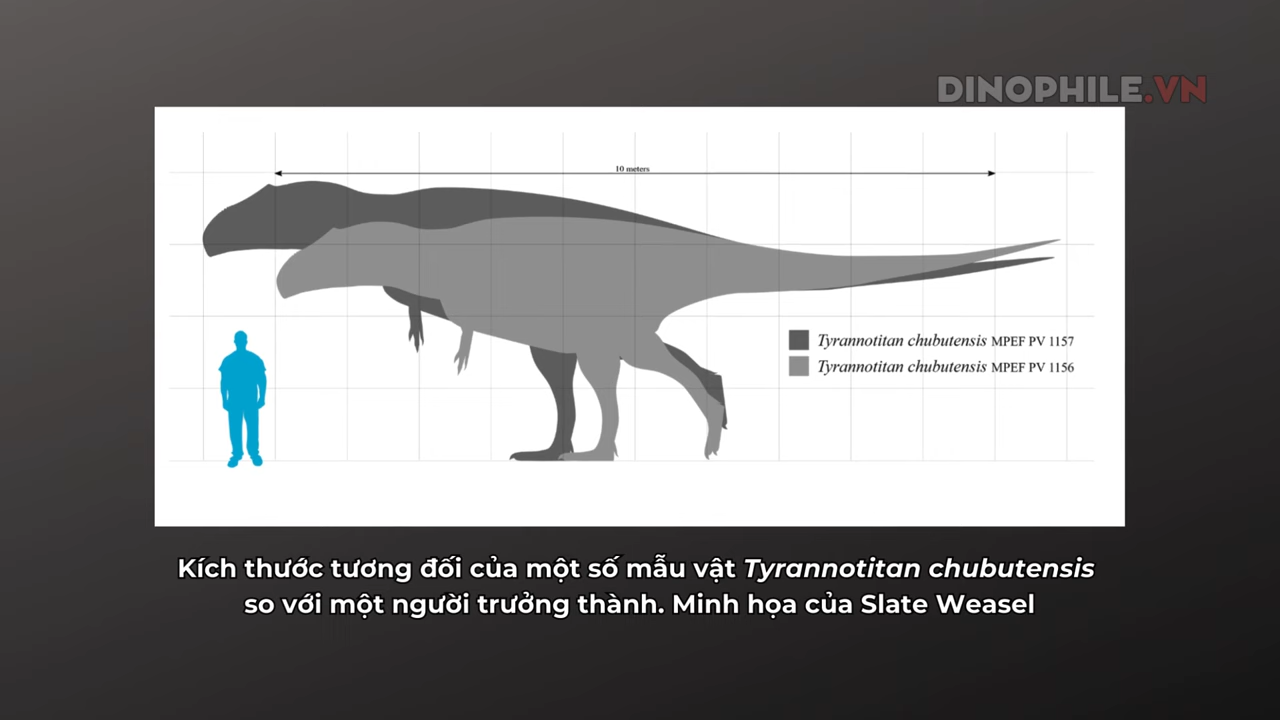 DINOPHILE.VN
10 meters
Tyrannotitan chubutensis MPEF PV 1157
Tyrannotitan chubutensis MPEF PV 1156
Kích thước tương đối của một số mẫu vật Tyrannotitan chubutensis
so với một người trưởng thành. Minh họa của Slate Weasel